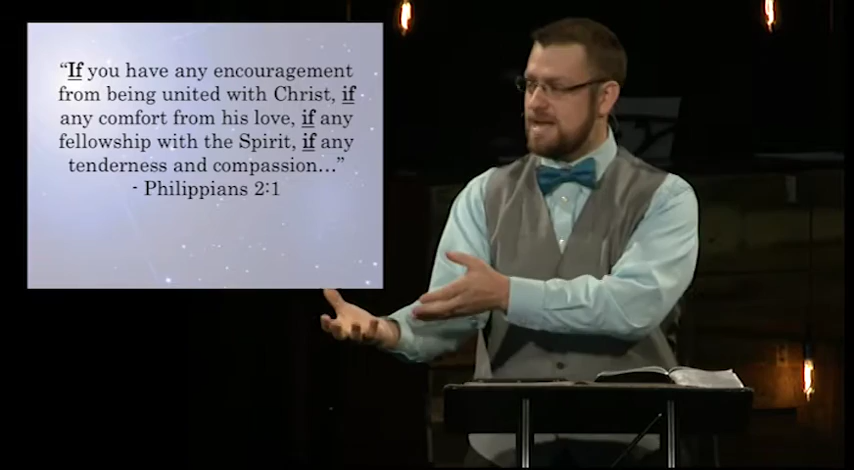 “If you have any encouragement
from being united with Christ, if
any comfort from his love, if any
fellowship with the Spirit, if any
tenderness and compassion…”
- Philippians 2:1